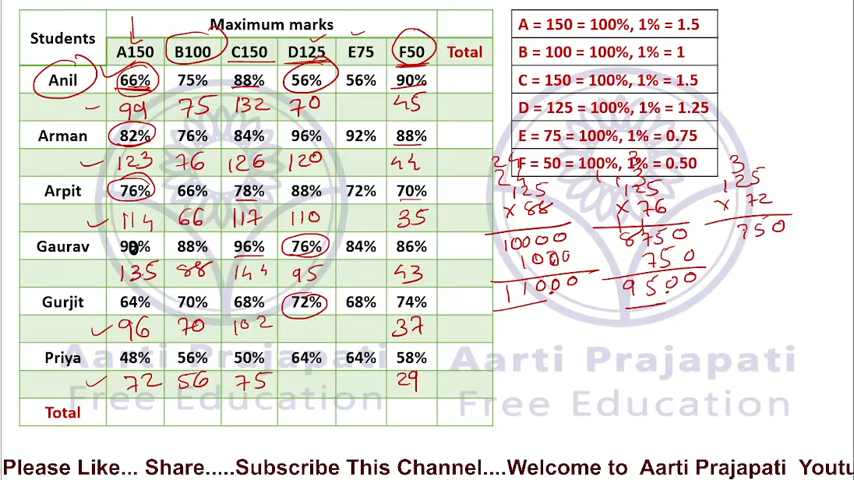 Maximum marks
Students A150 B100 C150 D125 E75 F50 Total
Anil 66% 75% 88% 56% 56% 90%
99 75 132 70 45
Arman 82% 76% 84% 96% 92% 88%
123 76 126 120 44
Arpit 76% 66% 78% 88% 72% 70%
114 66 117 110 35
Gaurav 90% 88% 96% 76% 84% 86%
135 88 144 95 43
Gurjit 64% 70% 68% 72% 68% 74%
96 70 102 37
Priya 48% 56% 50% 64% 64% 58%
72 56 75 29
Total
A = 150 = 100%, 1% = 1.5
B = 100 = 100%, 1% = 1
C = 150 = 100%, 1% = 1.5
D = 125 = 100%, 1% = 1.25
E = 75 = 100%, 1% = 0.75
F = 50 = 100%, 1% = 0.50
125
x 88
10000
1000
110.00
125
x 76
8750
750
95.00
3
125
x 72
250
Aarti Prajapati
Free Education
Aarti Prajapati
Free Education
Please Like... Share.....Subscribe This Channel....Welcome to Aarti Prajapati